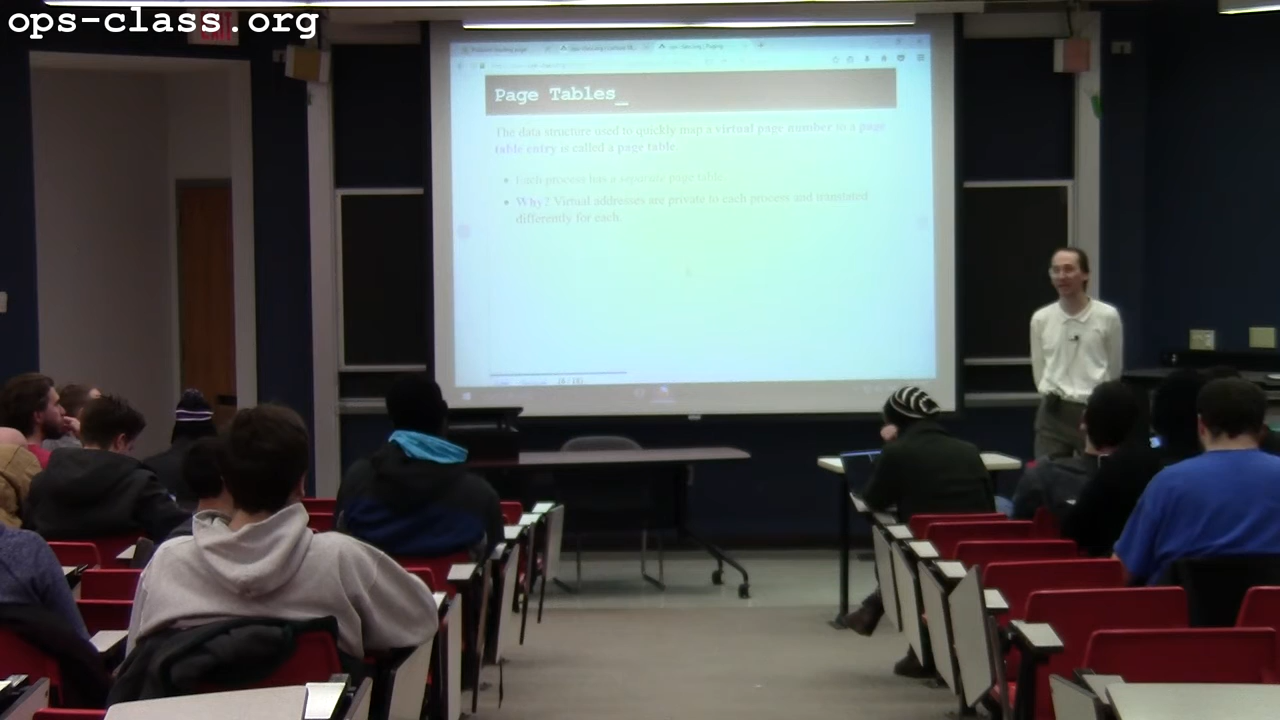 ops-class.org
EXIT
Page Tables_
The data structure used to quickly map a virtual page number to a page
table entry is called a page table.
• Each process has a separate page table.
• Why? Virtual addresses are private to each process and translated
differently for each.